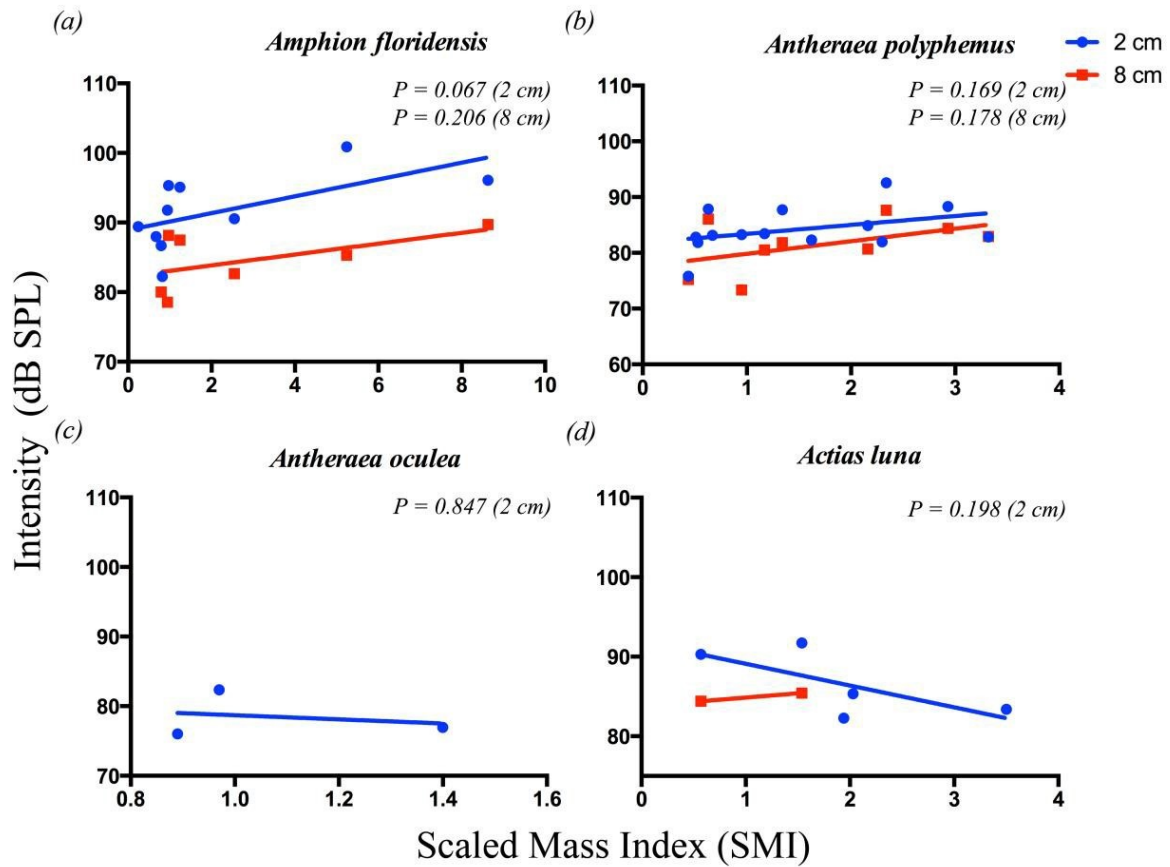 (a)
Amphion floridensis
P = 0.067 (2 cm)
P = 0.206 (8 cm)
110
100
90
80
70
0 2 4 6 8 10
(b)
Antheraea polyphemus
2 cm
8 cm
P = 0.169 (2 cm)
P = 0.178 (8 cm)
110
100
90
80
70
60
0 1 2 3 4
(c)
Antheraea oculea
P = 0.847 (2 cm)
110
100
90
80
70
0.8 1.0 1.2 1.4 1.6
(d)
Actias luna
P = 0.198 (2 cm)
110
100
90
80
0 1 2 3 4
Intensity (dB SPL)
Scaled Mass Index (SMI)